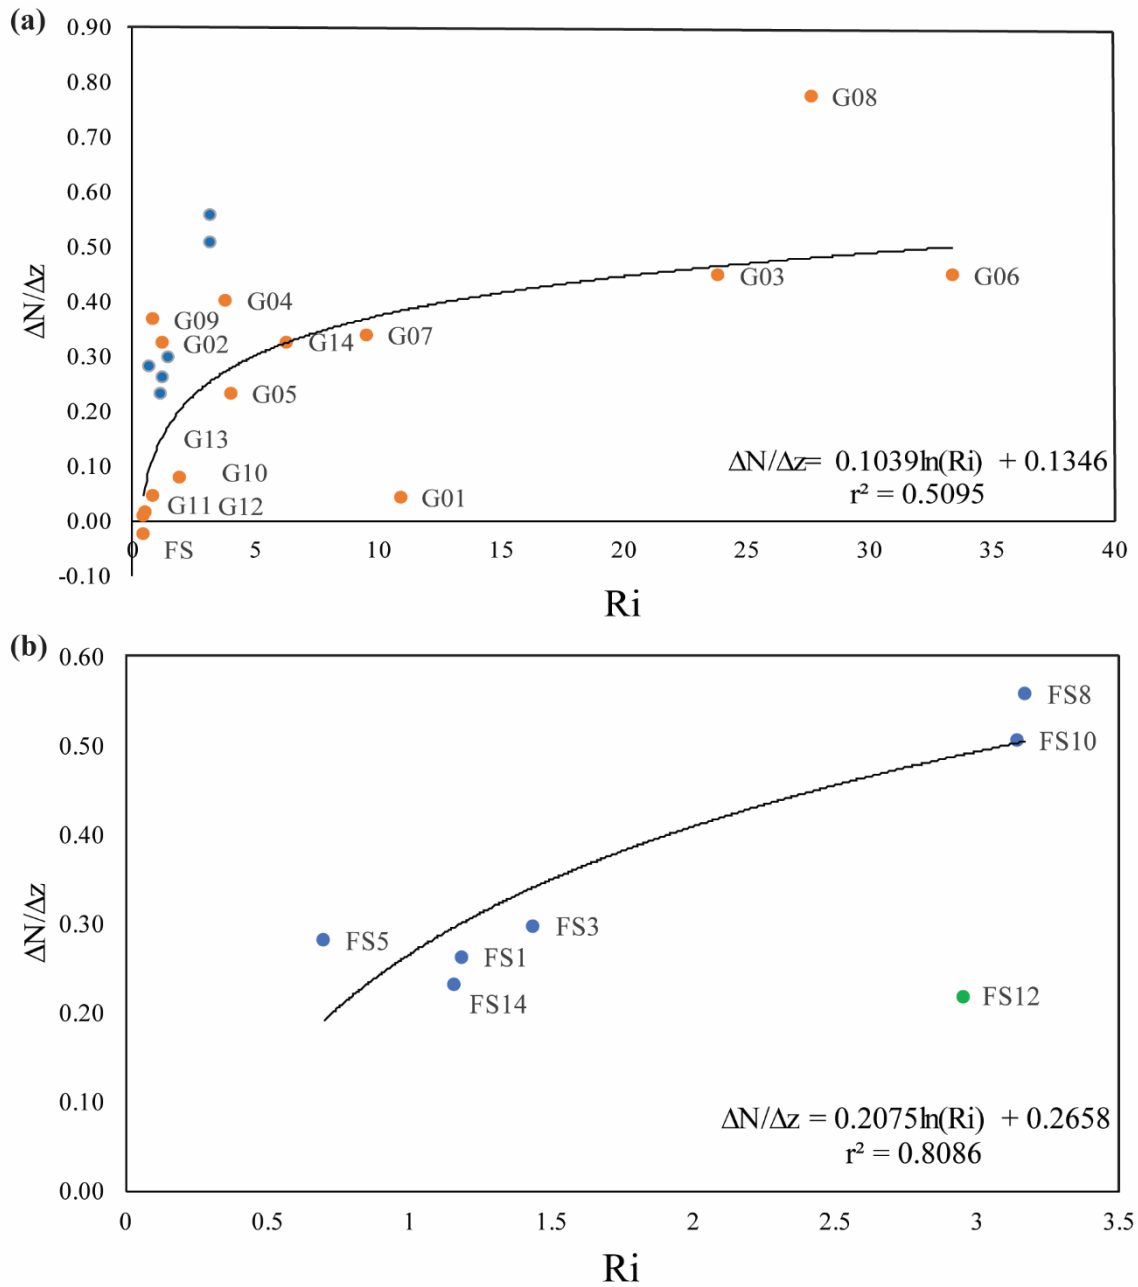 (a)
0.90
0.80
0.70
0.60
0.50
0.40
0.30
0.20
0.10
0.00
-0.10
ΔN/Δz
G08
G03
G06
G04
G09
G02
G14
G07
G05
G13
G10
G11
G12
G01
FS
ΔN/Δz= 0.1039ln(Ri) + 0.1346
r² = 0.5095
0 5 10 15 20 25 30 35 40
Ri
(b)
0.60
0.50
0.40
0.30
0.20
0.10
0.00
ΔN/Δz
FS8
FS10
FS3
FS5
FS1
FS14
FS12
ΔN/Δz = 0.2075ln(Ri) + 0.2658
r² = 0.8086
0 0.5 1 1.5 2 2.5 3 3.5
Ri